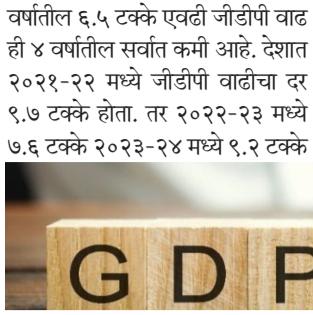 वर्षातील ६.५ टक्के एवढी जीडीपी वाढ
ही ४ वर्षातील सर्वात कमी आहे. देशात
२०२१-२२ मध्ये जीडीपी वाढीचा दर
९.७ टक्के होता. तर २०२२-२३ मध्ये
७.६ टक्के २०२३-२४ मध्ये ९.२ टक्के
GDP